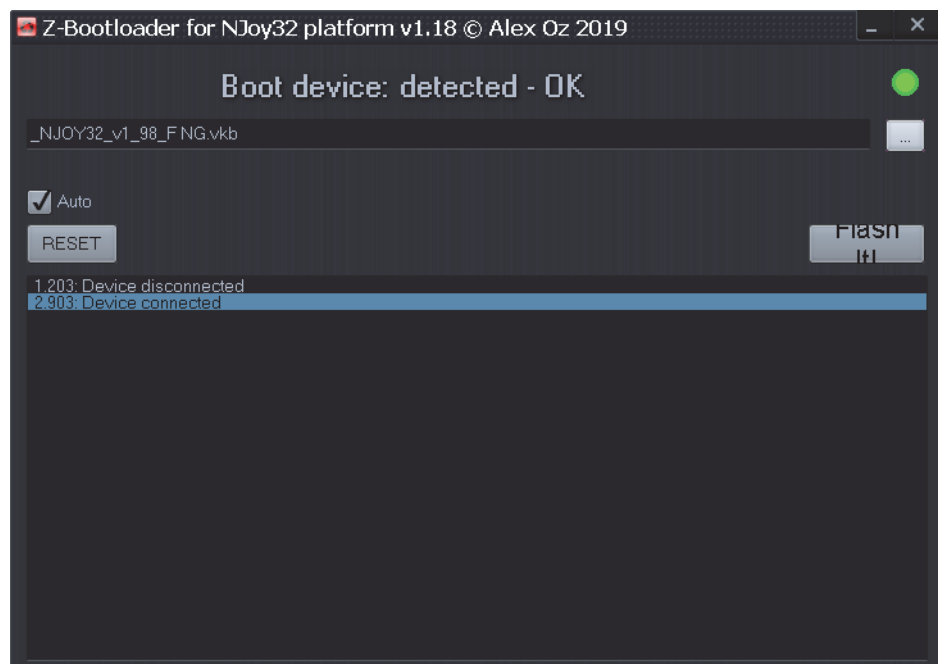 Z-Bootloader for NJoy32 platform v1.18 © Alex Oz 2019
Boot device: detected - OK
_NJOY32_v1_98_F NG.vkb
...
Auto
RESET
Flash
It!
1.203: Device disconnected
2.903: Device connected